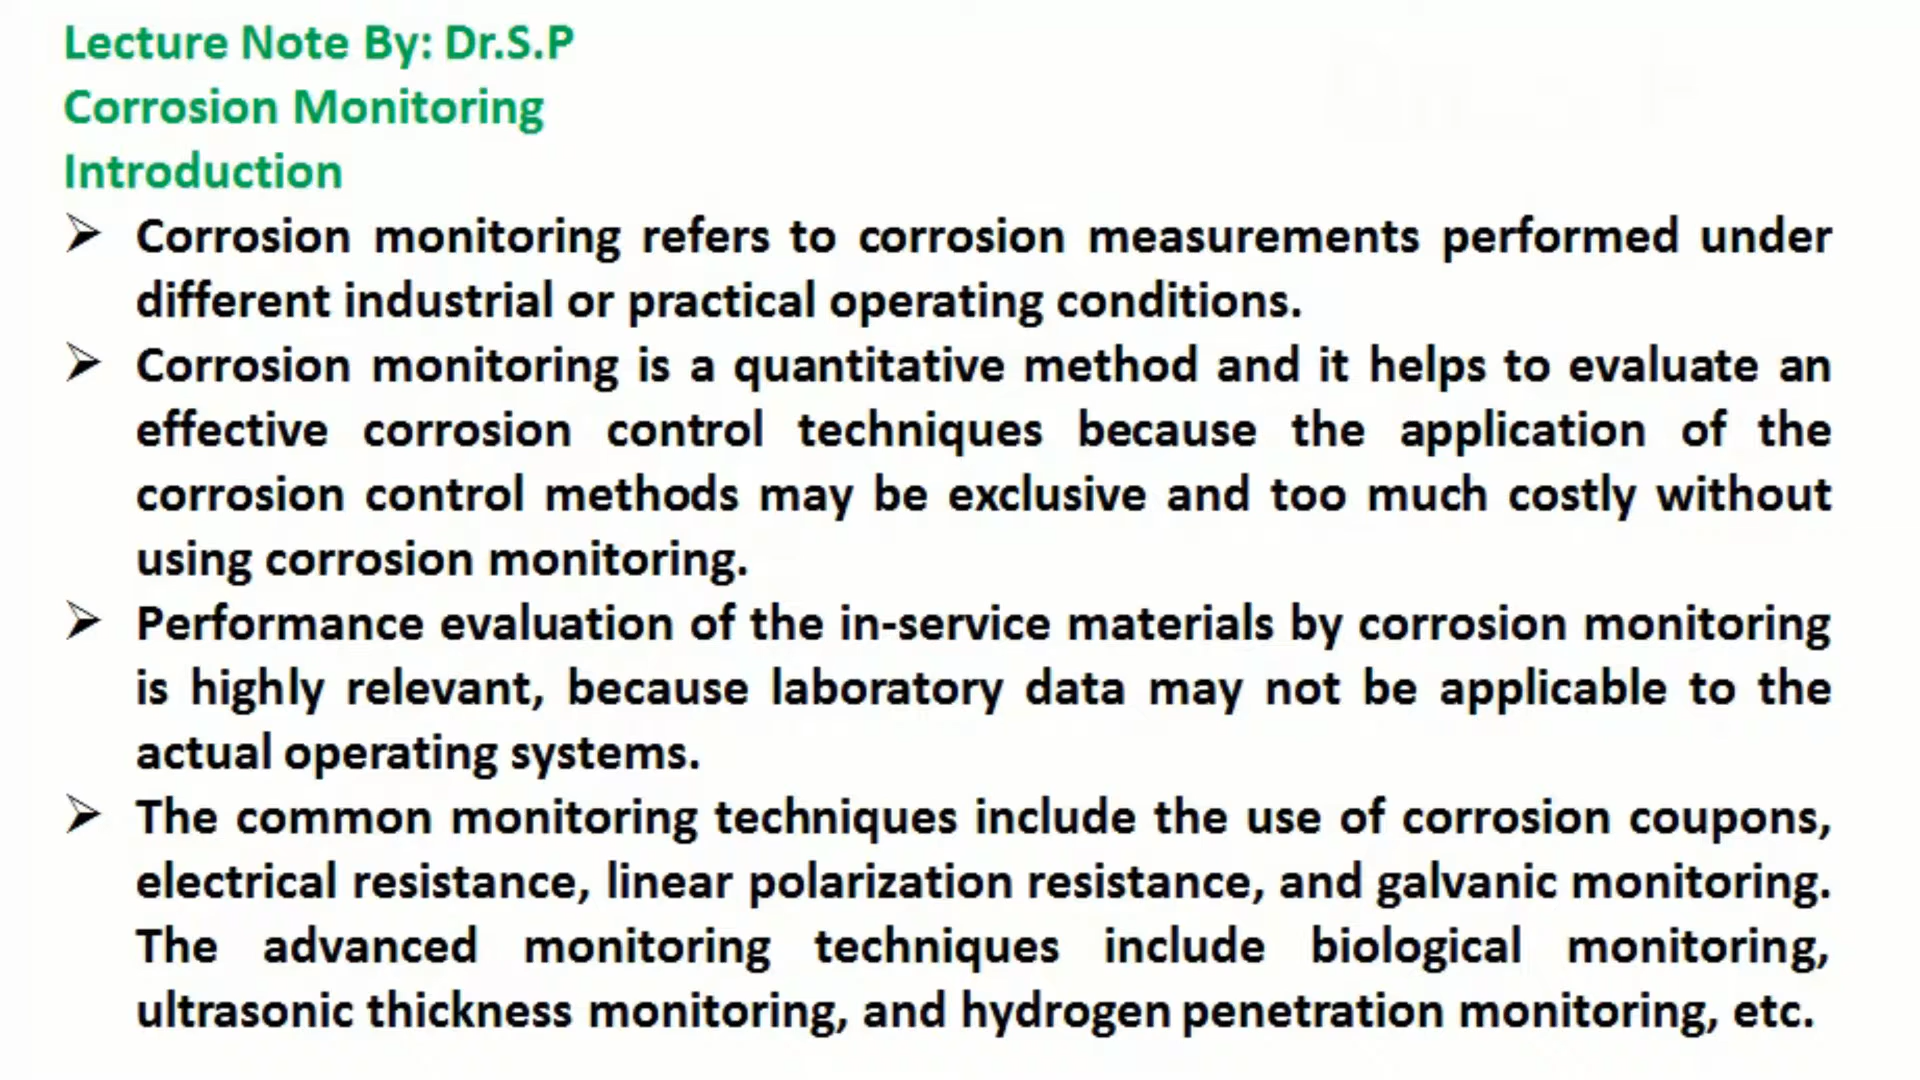 Lecture Note By: Dr.S.P
Corrosion Monitoring
Introduction
➢ Corrosion monitoring refers to corrosion measurements performed under
different industrial or practical operating conditions.
➢ Corrosion monitoring is a quantitative method and it helps to evaluate an
effective corrosion control techniques because the application of the
corrosion control methods may be exclusive and too much costly without
using corrosion monitoring.
➢ Performance evaluation of the in-service materials by corrosion monitoring
is highly relevant, because laboratory data may not be applicable to the
actual operating systems.
➢ The common monitoring techniques include the use of corrosion coupons,
electrical resistance, linear polarization resistance, and galvanic monitoring.
The advanced monitoring techniques include biological monitoring,
ultrasonic thickness monitoring, and hydrogen penetration monitoring, etc.